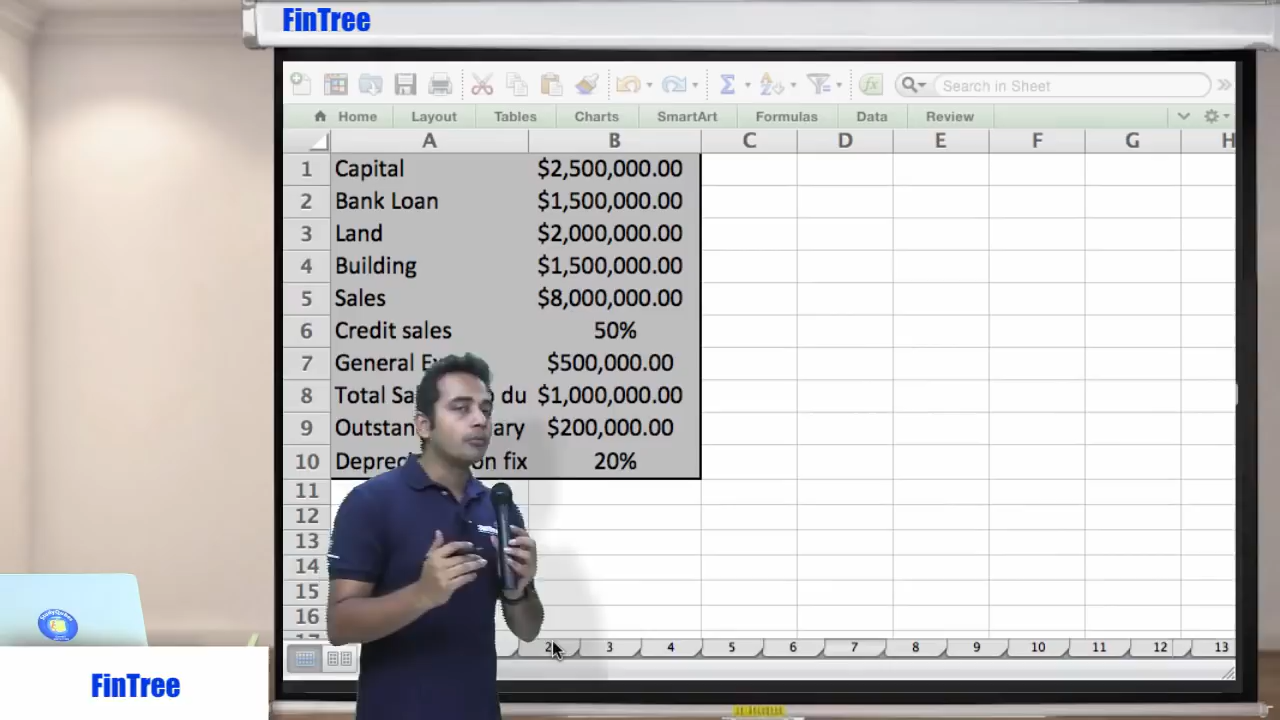 FinTree
Search in Sheet
Home Layout Tables Charts SmartArt Formulas Data Review
A B C D E F G H
1 Capital $2,500,000.00
2 Bank Loan $1,500,000.00
3 Land $2,000,000.00
4 Building $1,500,000.00
5 Sales $8,000,000.00
6 Credit sales 50%
7 General $500,000.00
8 Total du $1,000,000.00
9 $200,000.00
10 fix 20%
11
12
13
14
15
16
2 3 4 5 6 7 8 9 10 11 12 13
FinTree